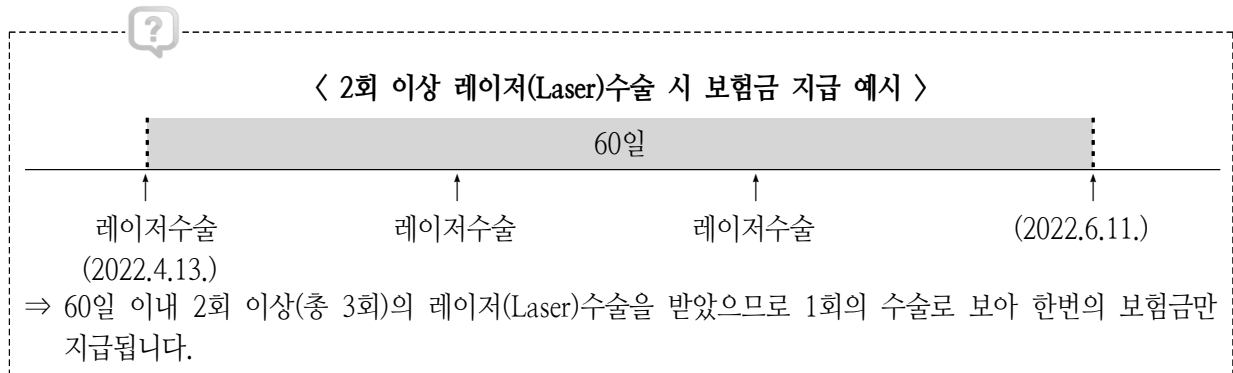 ?
< 2회 이상 레이저(Laser)수술 시 보험금 지급 예시 >
60일
레이저수술 레이저수술 레이저수술 (2022.6.11.)
(2022.4.13.)
⇒ 60일 이내 2회 이상(총 3회)의 레이저(Laser)수술을 받았으므로 1회의 수술로 보아 한번의 보험금만
지급됩니다.